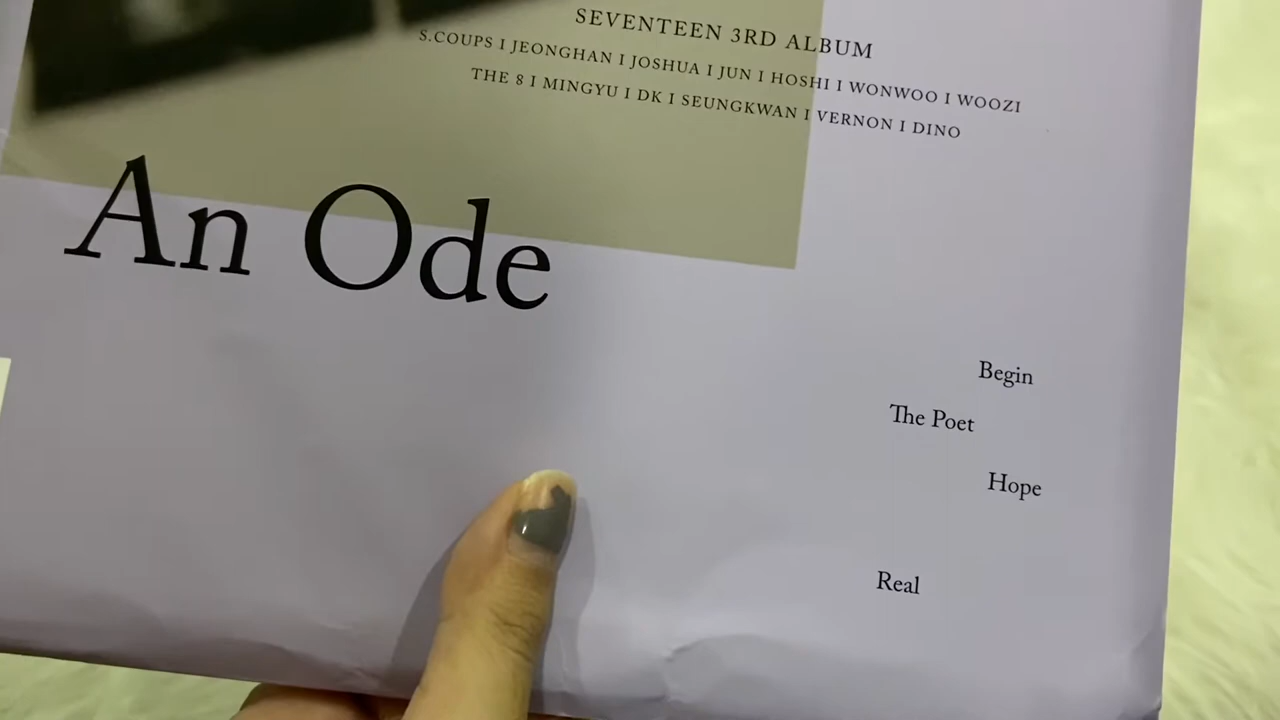 SEVENTEEN 3RD ALBUM
S.COUPS I JEONGHAN I JOSHUA I JUN I HOSHI I WONWOO I WOOZI
THE 8 I MINGYU I DK I SEUNGKWAN I VERNON I DINO
An Ode
Begin
The Poet
Hope
Real